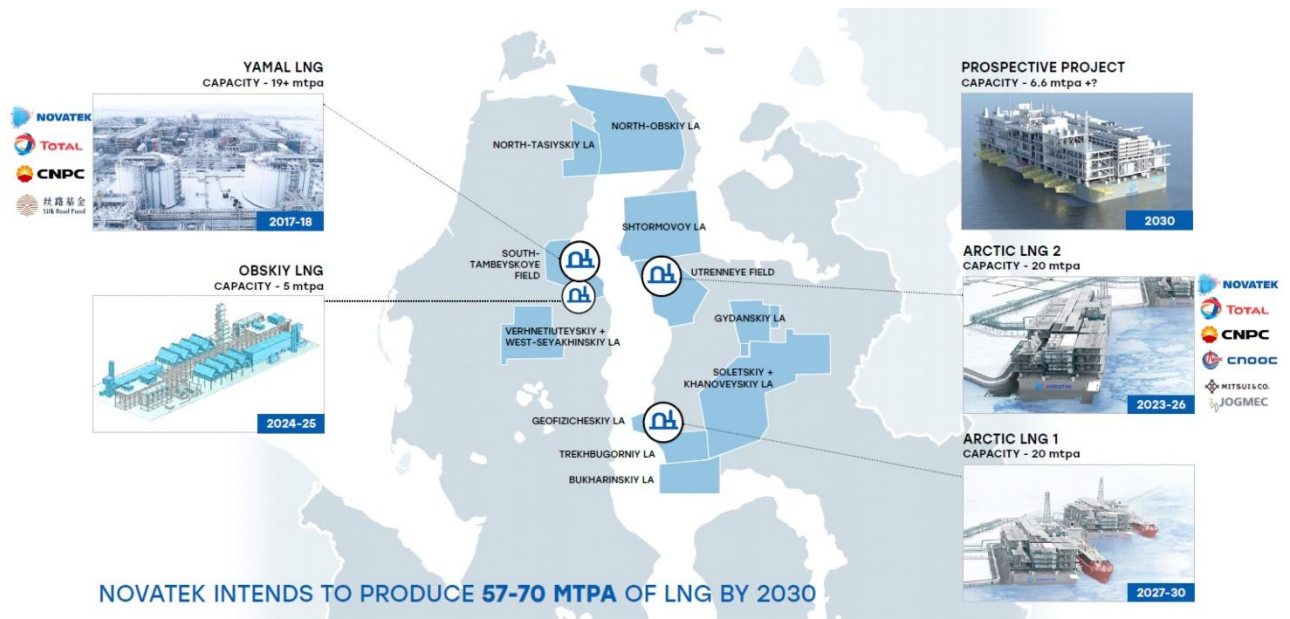 YAMAL LNG
CAPACITY - 19+ mtpa
NOVATEK
TOTAL
CNPC
丝路基金
Silk Road Fund
2017-18
OBSKIY LNG
CAPACITY - 5 mtpa
2024-25
NORTH-OBSKIY LA
NORTH-TASIYSKIY LA
SHTORMOVOY LA
SOUTH-
TAMBEYSKOYE
FIELD
UTRENNEYE FIELD
VERHNETIUTEYSKIY +
WEST-SEYAKHINSKIY LA
GYDANSKIY LA
SOLETSKIY +
KHANOVEYSKIY LA
GEOFIZICHESKIY LA
TREKHBUGORNIY LA
BUKHARINSKIY LA
PROSPECTIVE PROJECT
CAPACITY - 6.6 mtpa +?
2030
ARCTIC LNG 2
CAPACITY - 20 mtpa
NOVATEK
NOVATEK
TOTAL
CNPC
CNOOC
MITSUI & CO.
JOGMEC
2023-26
ARCTIC LNG 1
CAPACITY - 20 mtpa
2027-30
NOVATEK INTENDS TO PRODUCE 57-70 MTPA OF LNG BY 2030